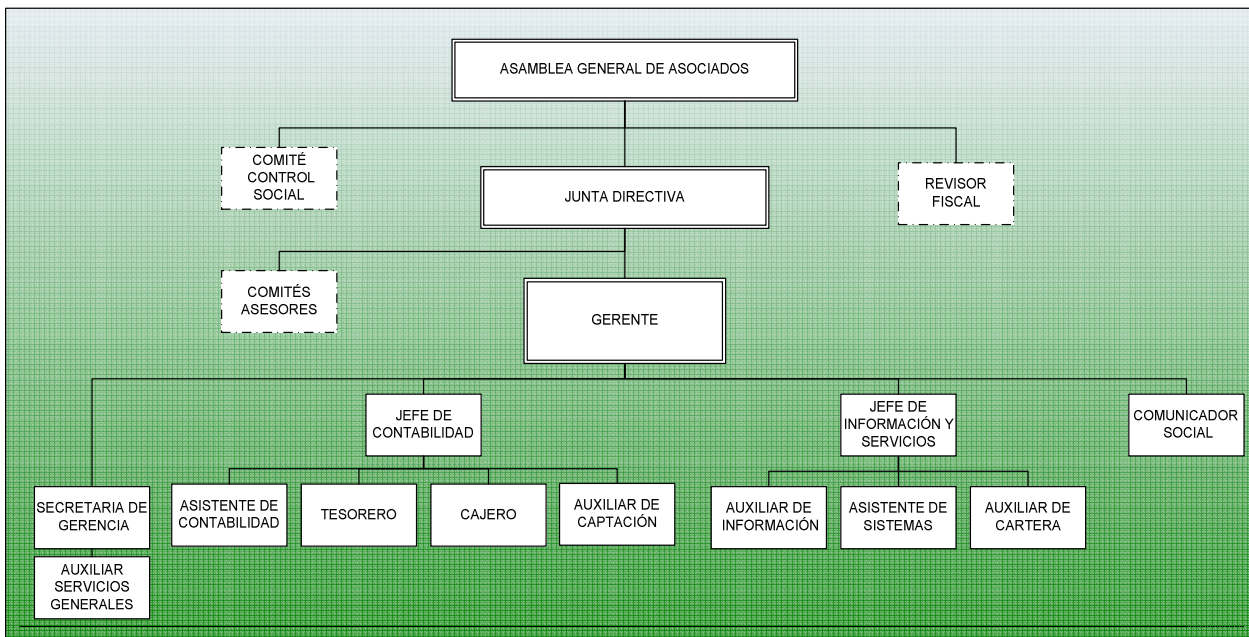 ASAMBLEA GENERAL DE ASOCIADOS
COMITÉ
CONTROL
SOCIAL
JUNTA DIRECTIVA
REVISOR
FISCAL
COMITÉS
ASESORES
GERENTE
JEFE DE
CONTABILIDAD
JEFE DE
INFORMACIÓN Y
SERVICIOS
COMUNICADOR
SOCIAL
SECRETARIA DE
GERENCIA
ASISTENTE DE
CONTABILIDAD
TESORERO
CAJERO
AUXILIAR DE
CAPTACIÓN
AUXILIAR DE
INFORMACIÓN
ASISTENTE DE
SISTEMAS
AUXILIAR DE
CARTERA
AUXILIAR
SERVICIOS
GENERALES